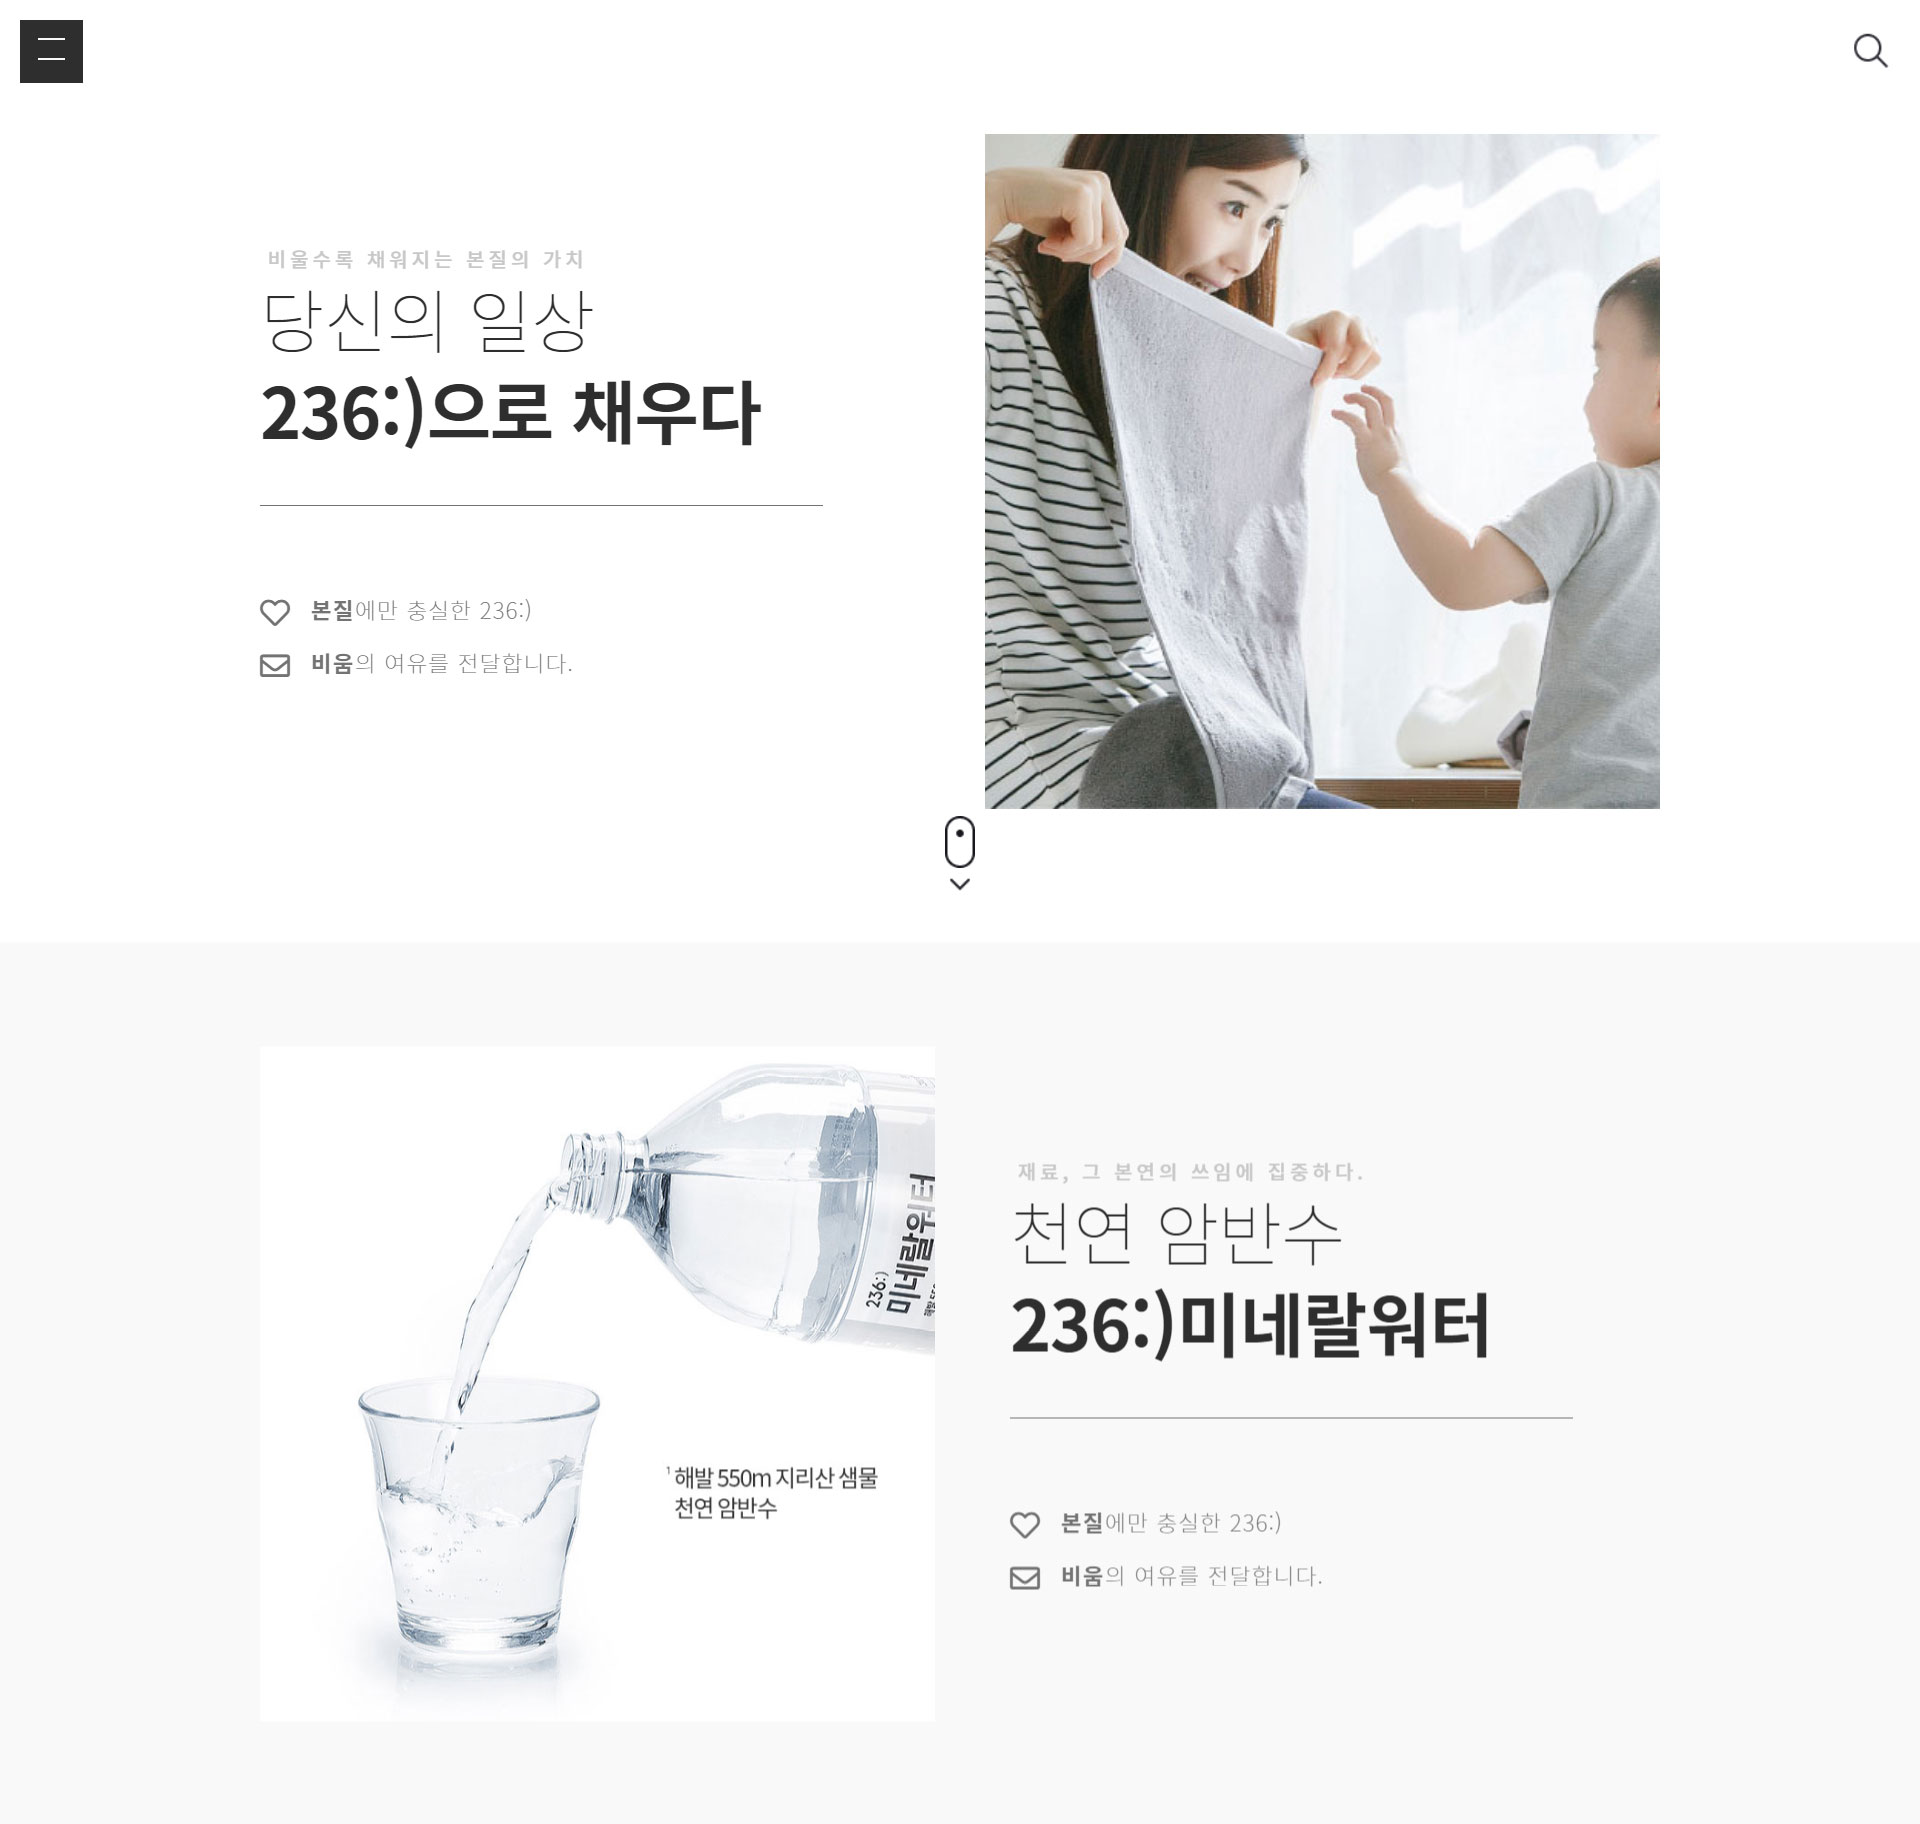 비울수록 채워지는 본질의 가치
당신의 일상
236:)으로 채우다
본질에만 충실한 236:)
비움의 여유를 전달합니다.
236:)
미네랄워터
해발
1 해발 550m 지리산 샘물
천연 암반수
재료, 그 본연의 쓰임에 집중하다.
천연 암반수
236:)미네랄워터
본질에만 충실한 236:)
비움의 여유를 전달합니다.